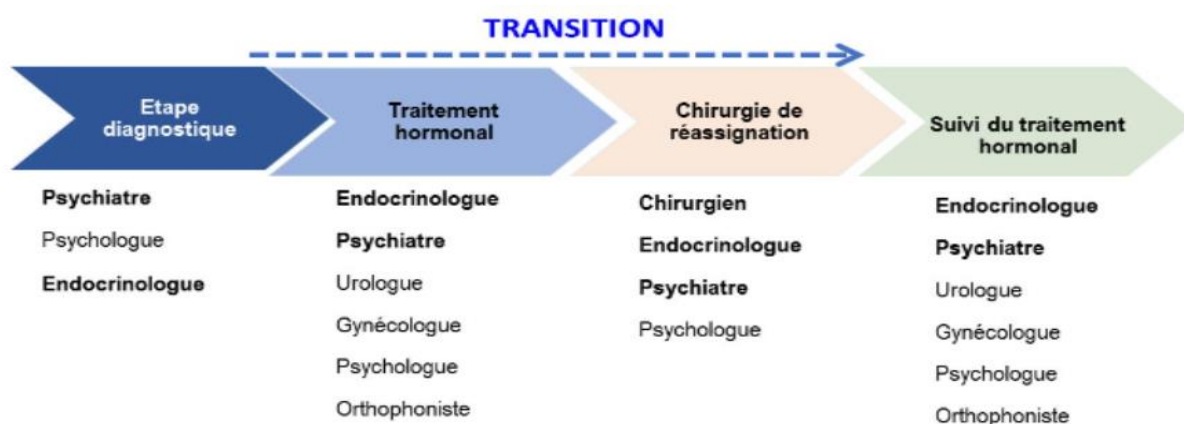 TRANSITION
Etape
diagnostique
Traitement
hormonal
Chirurgie de
réassignation
Suivi du traitement
hormonal
Psychiatre
Psychologue
Endocrinologue
Endocrinologue
Psychiatre
Urologue
Gynécologue
Psychologue
Orthophoniste
Chirurgien
Endocrinologue
Psychiatre
Psychologue
Endocrinologue
Psychiatre
Urologue
Gynécologue
Psychologue
Orthophoniste